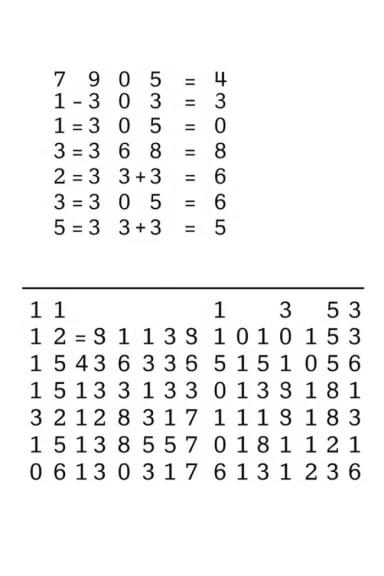 7 9 0 5 = 4
1 - 3 0 3 = 3
1 = 3 0 5 = 0
3 = 3 6 8 = 8
2 = 3 3 + 3 = 6
3 = 3 0 5 = 6
5 = 3 3 + 3 = 5
1 1 1 3 5 3
1 2 = 8 1 1 3 8 1 0 1 0 1 5 3
1 5 4 3 6 3 3 6 5 1 5 1 0 5 6
1 5 1 3 3 1 3 3 0 1 3 3 1 8 1
3 2 1 2 8 3 1 7 1 1 1 3 1 8 3
1 5 1 3 8 5 5 7 0 1 8 1 1 2 1
0 6 1 3 0 3 1 7 6 1 3 1 2 3 6